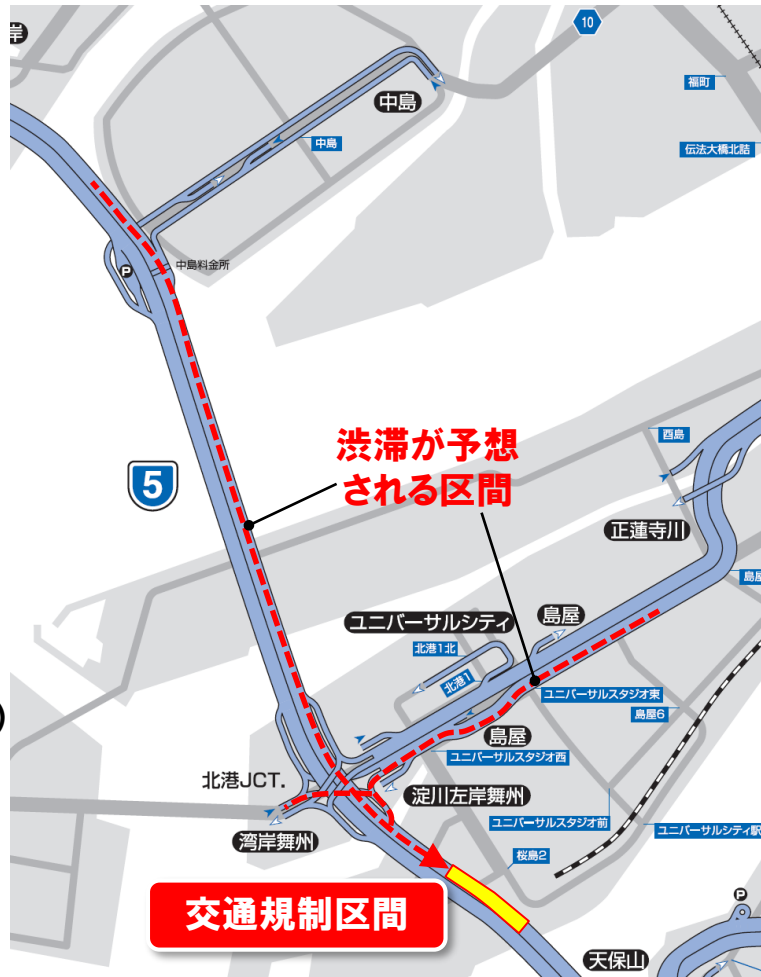 岸
10
中島
福町
中島
伝法大橋北詰
P
中島料金所
渋滞が予想
される区間
酉島
5
正蓮寺川
島屋
ユニバーサルシティ
島屋
北港1北
北港1
ユニバーサルスタジオ東
島屋6
島屋
ユニバーサルスタジオ西
北港JCT.
淀川左岸舞州
湾岸舞州
ユニバーサルスタジオ前
ユニバーサルシティ駅
桜島2
交通規制区間
P
天保山